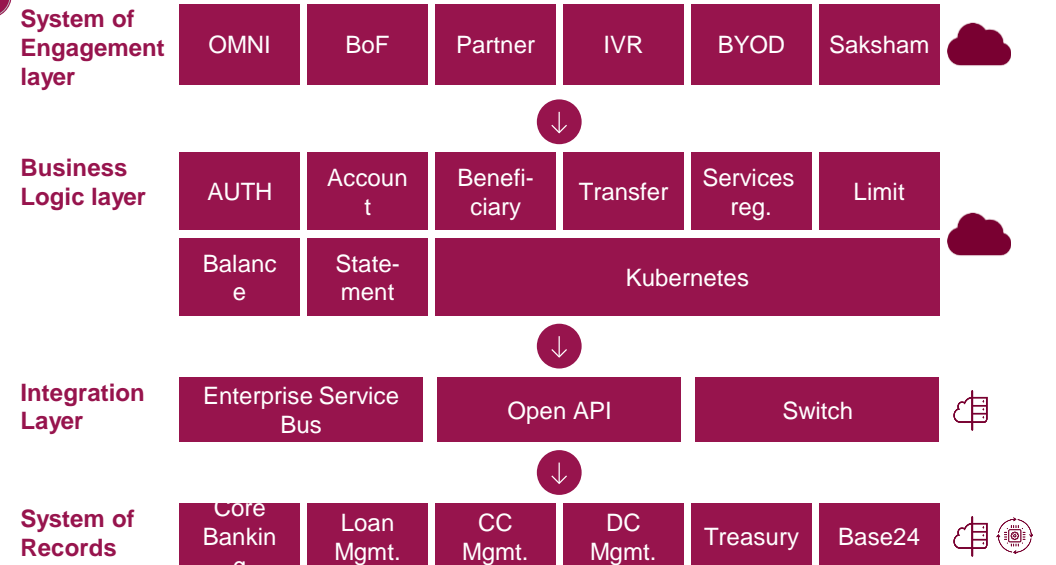 System of
Engagement
layer
OMNI
BoF
Partner
IVR
BYOD
Saksham
Business
Logic layer
AUTH
Accoun
t
Benefi-
ciary
Transfer
Services
reg.
Limit
Balanc
e
State-
ment
Kubernetes
Integration
Layer
Enterprise Service
Bus
Open API
Switch
System of
Records
Core
Bankin
g
Loan
Mgmt.
CC
Mgmt.
DC
Mgmt.
Treasury
Base24